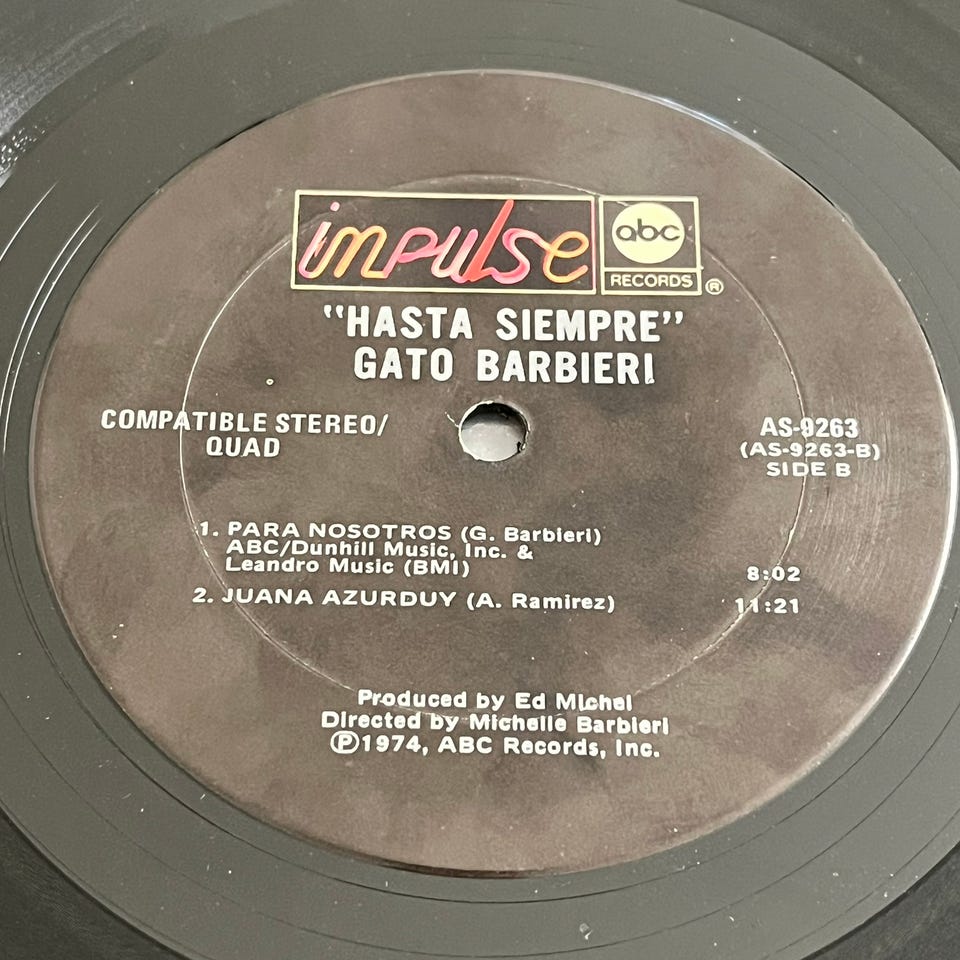 impulse
abc
RECORDS ®
"HASTA SIEMPRE"
GATO BARBIERI
COMPATIBLE STEREO/
QUAD
AS-9263
(AS-9263-B)
SIDE B
1. PARA NOSOTROS (G. Barbieri)
ABC/Dunhill Music, Inc. &
Leandro Music (BMI) 8:02
2. JUANA AZURDUY (A. Ramirez) 11:21
Produced by Ed Michel
Directed by Michelle Barbieri
℗1974, ABC Records, Inc.